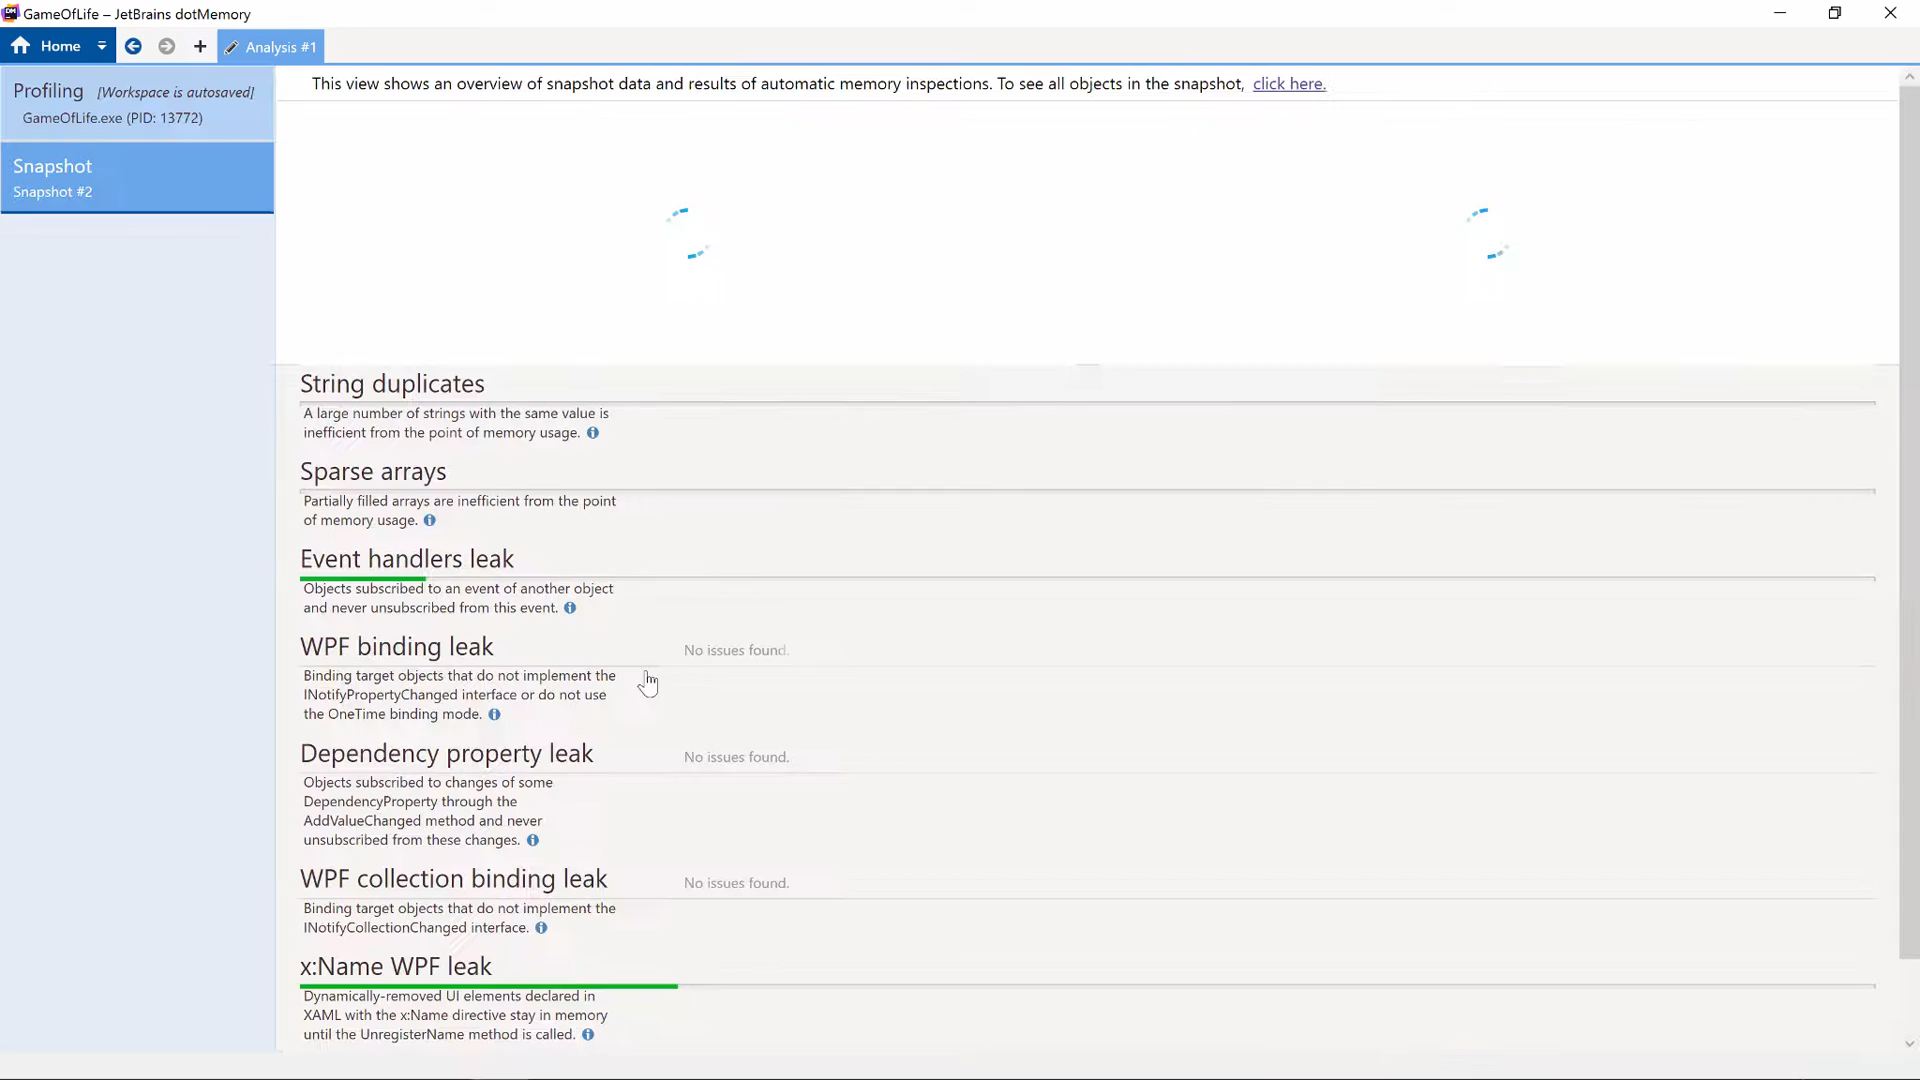 GameOfLife – JetBrains dotMemory
Home
Analysis #1
Profiling [Workspace is autosaved]
GameOfLife.exe (PID: 13772)
Snapshot
Snapshot #2
This view shows an overview of snapshot data and results of automatic memory inspections. To see all objects in the snapshot, click here.
String duplicates
A large number of strings with the same value is
inefficient from the point of memory usage.
Sparse arrays
Partially filled arrays are inefficient from the point
of memory usage.
Event handlers leak
Objects subscribed to an event of another object
and never unsubscribed from this event.
WPF binding leak No issues found.
Binding target objects that do not implement the
INotifyPropertyChanged interface or do not use
the OneTime binding mode.
Dependency property leak No issues found.
Objects subscribed to changes of some
DependencyProperty through the
AddValueChanged method and never
unsubscribed from these changes.
WPF collection binding leak No issues found.
Binding target objects that do not implement the
INotifyCollectionChanged interface.
x:Name WPF leak
Dynamically-removed UI elements declared in
XAML with the x:Name directive stay in memory
until the UnregisterName method is called.